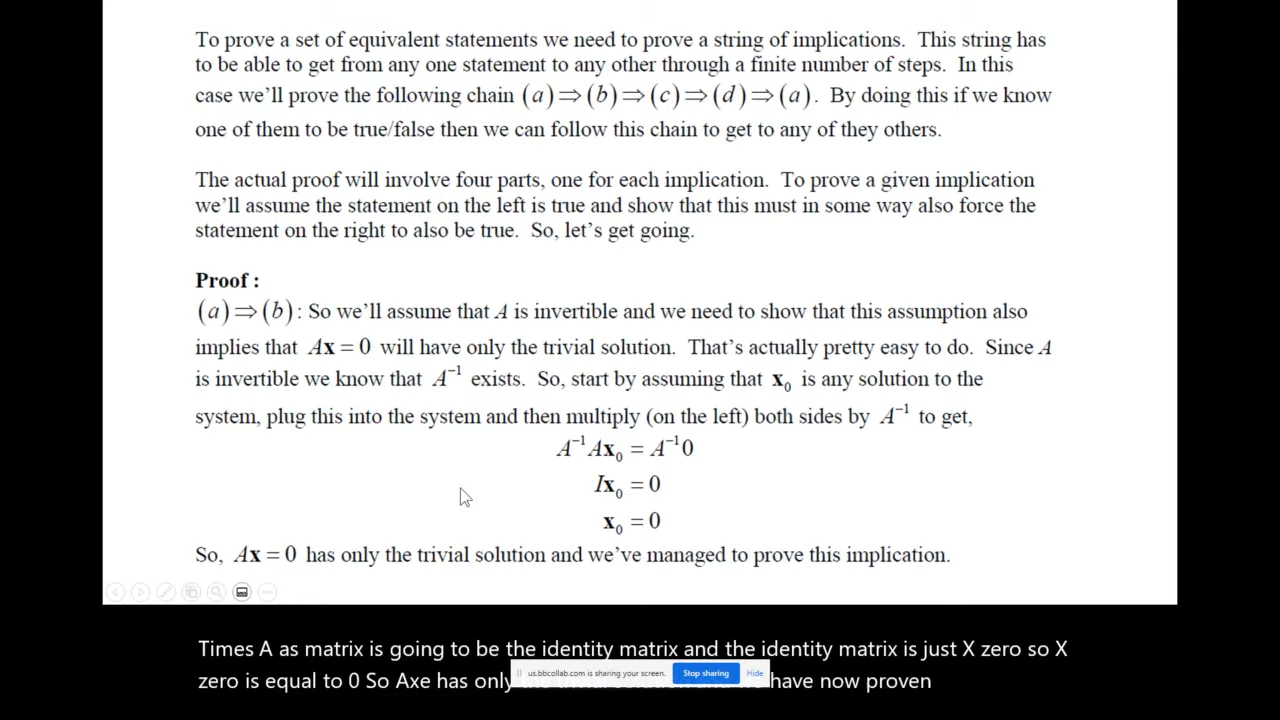 To prove a set of equivalent statements we need to prove a string of implications. This string has
to be able to get from any one statement to any other through a finite number of steps. In this
case we'll prove the following chain (a)⇒(b)⇒(c)⇒(d)⇒(a). By doing this if we know
one of them to be true/false then we can follow this chain to get to any of they others.
The actual proof will involve four parts, one for each implication. To prove a given implication
we'll assume the statement on the left is true and show that this must in some way also force the
statement on the right to also be true. So, let's get going.
Proof :
(a)⇒(b): So we'll assume that A is invertible and we need to show that this assumption also
implies that Ax = 0 will have only the trivial solution. That's actually pretty easy to do. Since A
is invertible we know that A⁻¹ exists. So, start by assuming that x₀ is any solution to the
system, plug this into the system and then multiply (on the left) both sides by A⁻¹ to get,
A⁻¹Ax₀ = A⁻¹0
Ix₀ = 0
x₀ = 0
So, Ax = 0 has only the trivial solution and we've managed to prove this implication.
Times A as matrix is going to be the identity matrix and the identity matrix is just X zero so X
zero is equal to 0 So Axe has only have now proven
us.bbcollab.com is sharing your screen. Stop sharing Hide